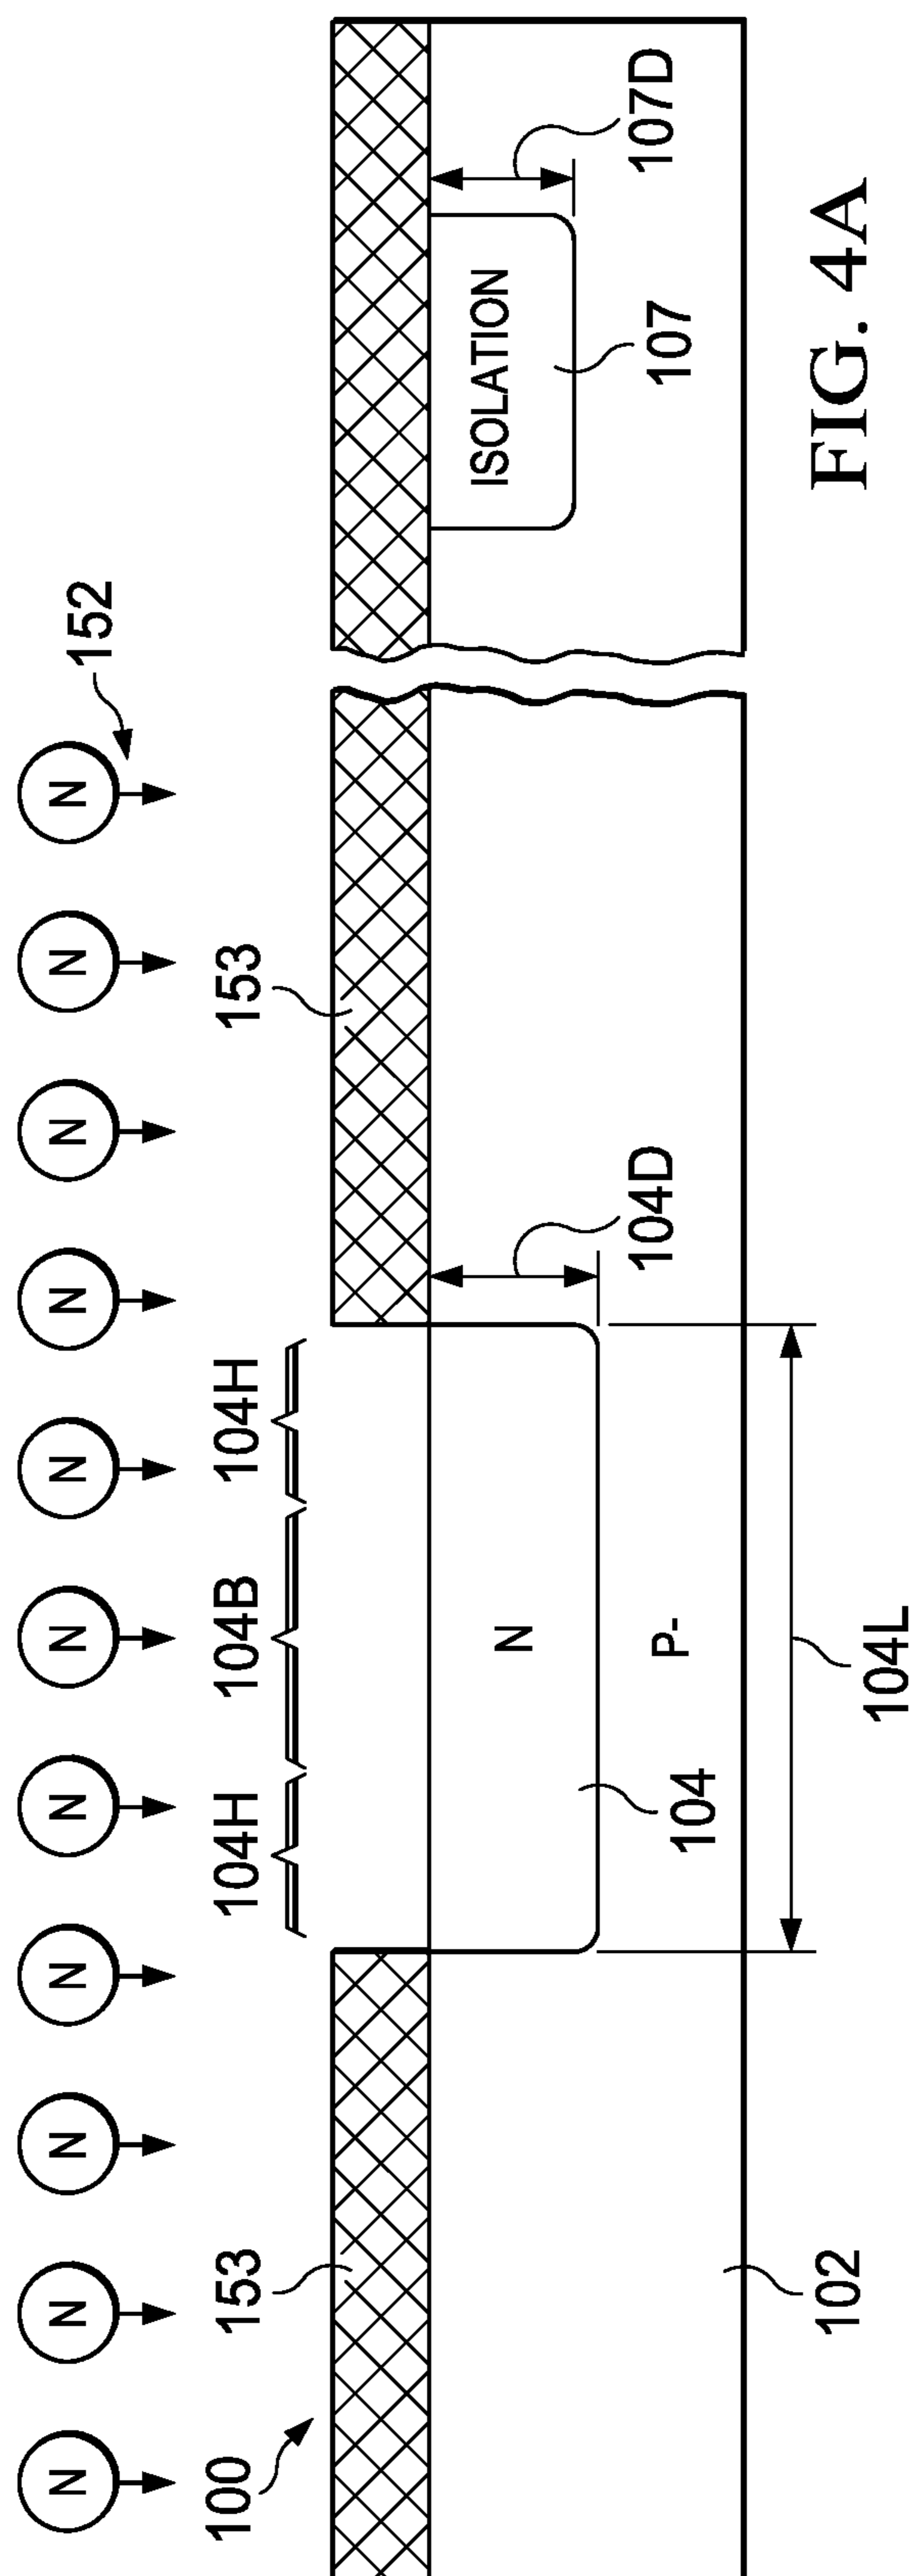 N N N N N N N N N N N
152
100 153 104H 104B 104H 153
N ISOLATION
P- 104D 107D
104 107
102 FIG. 4A
104L